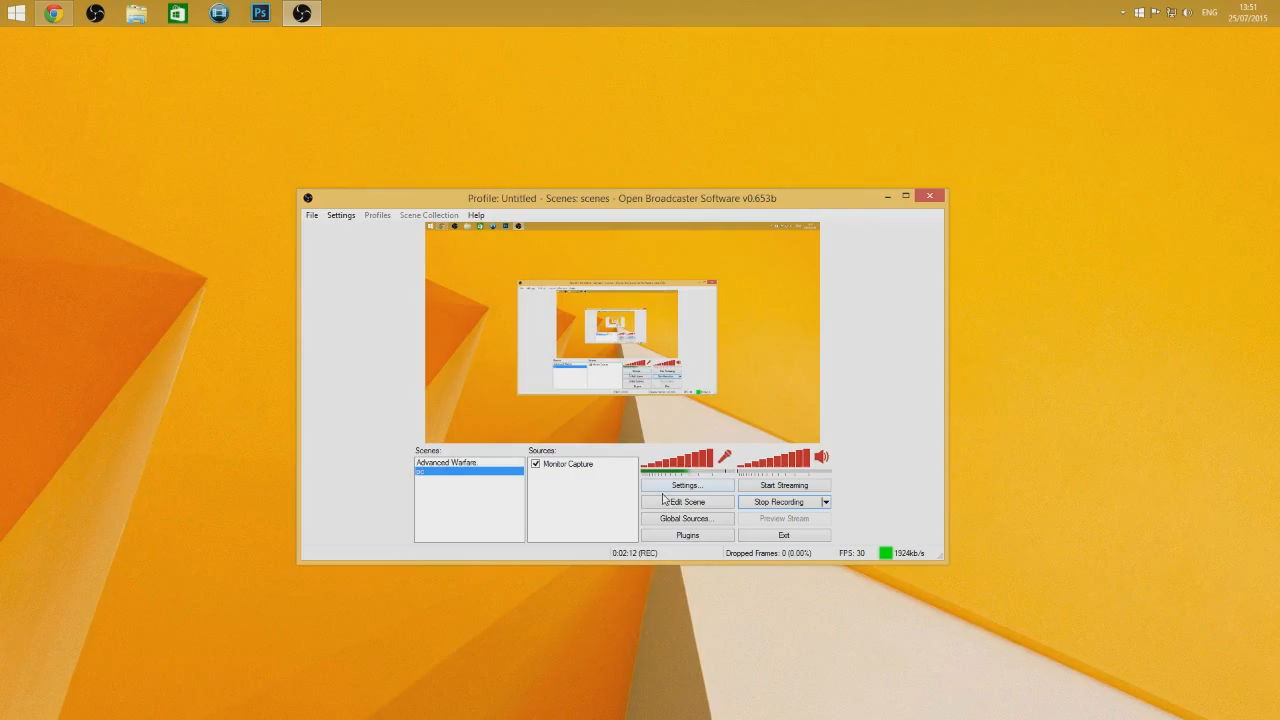 Ps
ENG
13:51
25/07/2015
Profile: Untitled - Scenes: scenes - Open Broadcaster Software v0.653b
File Settings Profiles Scene Collection Help
Scenes:
Sources:
Advanced Warfare.
pc
Monitor Capture
Settings...
Start Streaming
Edit Scene
Stop Recording
Global Sources...
Preview Stream
Plugins
Exit
0:02:12 (REC)
Dropped Frames: 0 (0.00%)
FPS: 30
1924kb/s